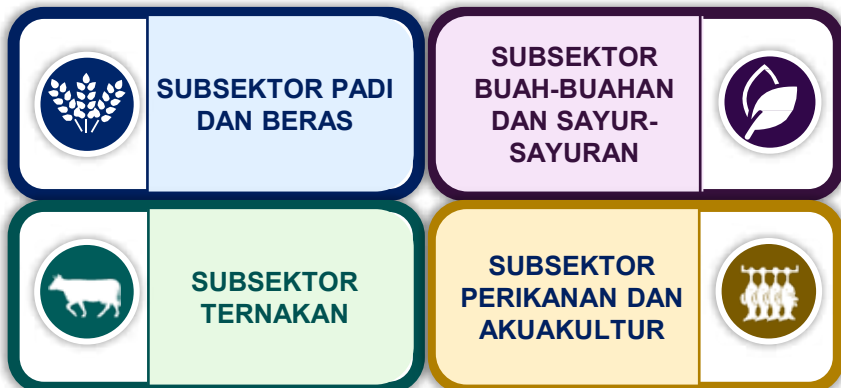 SUBSEKTOR PADI
DAN BERAS
SUBSEKTOR
BUAH-BUAHAN
DAN SAYUR-
SAYURAN
SUBSEKTOR
TERNAKAN
SUBSEKTOR
PERIKANAN DAN
AKUAKULTUR